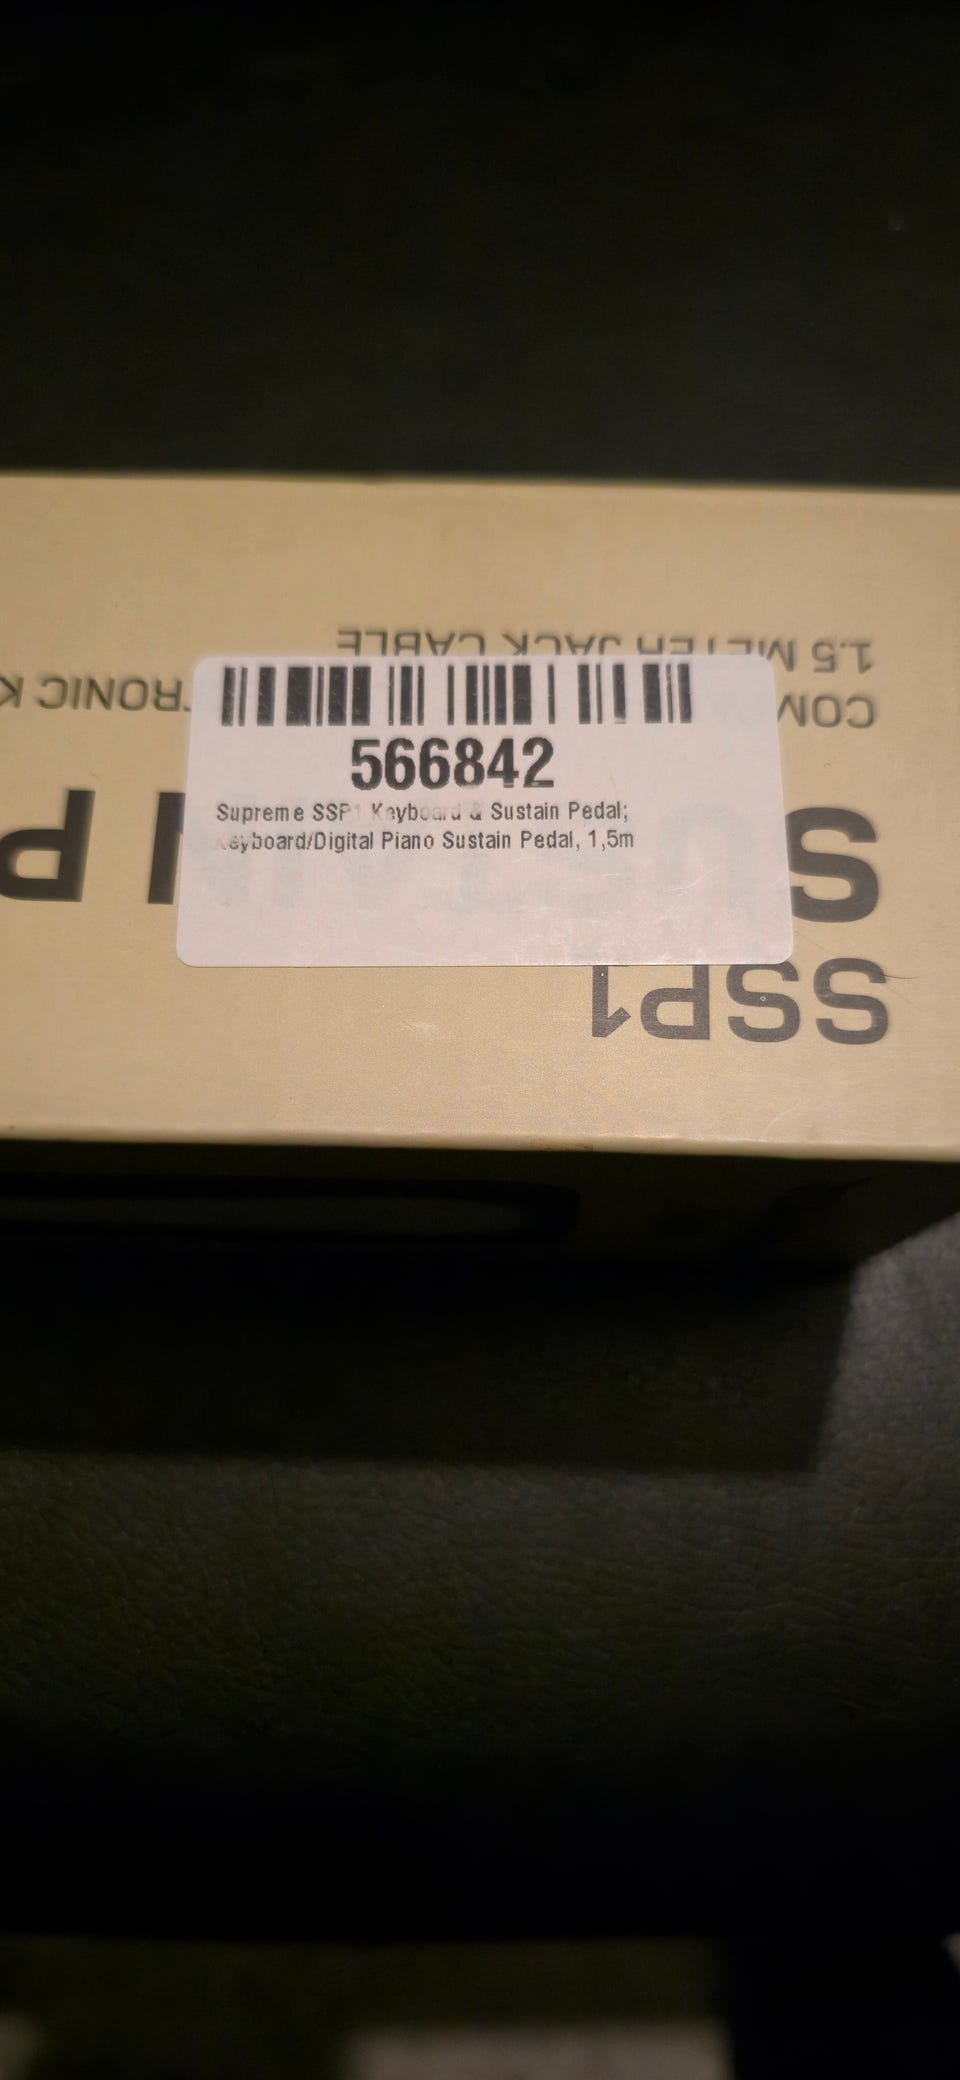 566842
Supreme SSP1 Keyboard & Sustain Pedal;
Keyboard/Digital Piano Sustain Pedal, 1,5m
SSP1
1.5 METER JACK CABLE